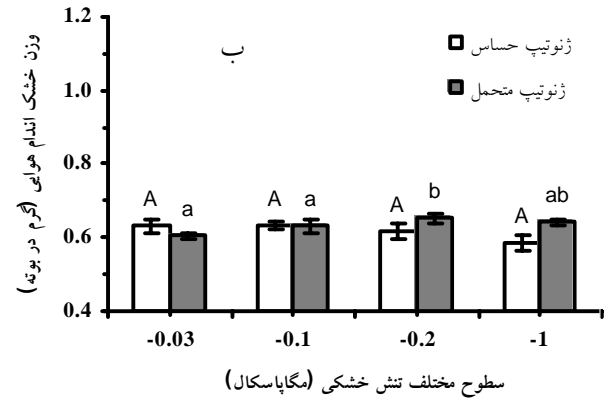 ب
ژنوتیپ حساس
ژنوتیپ متحمل
وزن خشک اندام هوایی (گرم در بوته)
1.2
1.0
0.8
0.6
0.4
A a A a A b A ab
-0.03 -0.1 -0.2 -1
سطوح مختلف تنش خشکی (مگاپاسکال)